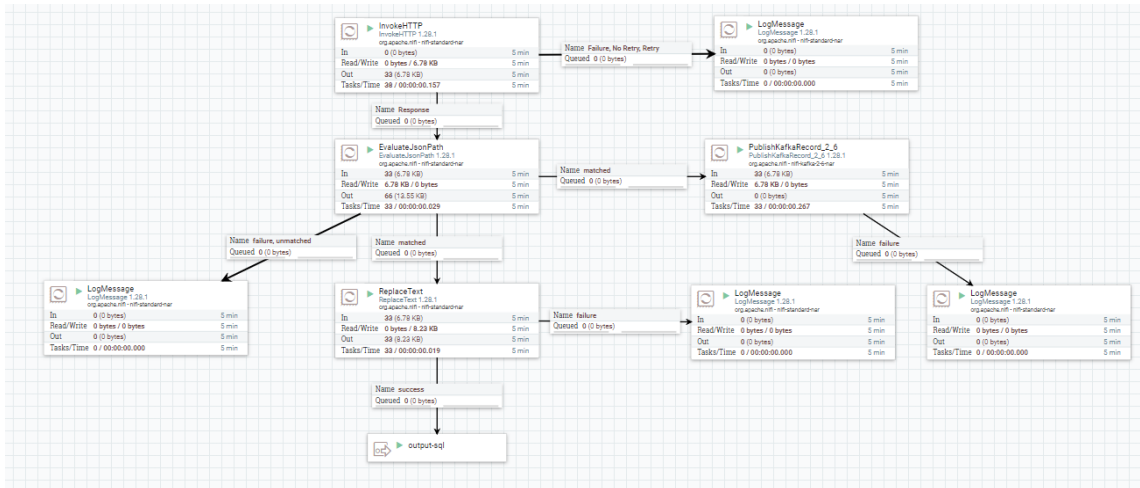 InvokeHTTP
InvokeHTTP 1.28.1
org.apache.nifi - nifi-standard-nar
In 0 (0 bytes) 5 min
Read/Write 0 bytes / 6.78 KB 5 min
Out 33 (6.78 KB) 5 min
Tasks/Time 38 / 00:00:00.157 5 min
Name Failure, No Retry, Retry
Queued 0 (0 bytes)
LogMessage
LogMessage 1.28.1
org.apache.nifi - nifi-standard-nar
In 0 (0 bytes) 5 min
Read/Write 0 bytes / 0 bytes 5 min
Out 0 (0 bytes) 5 min
Tasks/Time 0 / 00:00:00.000 5 min
Name Response
Queued 0 (0 bytes)
EvaluateJsonPath
EvaluateJsonPath 1.28.1
org.apache.nifi - nifi-standard-nar
In 33 (6.78 KB) 5 min
Read/Write 6.78 KB / 0 bytes 5 min
Out 66 (13.55 KB) 5 min
Tasks/Time 33 / 00:00:00.029 5 min
Name matched
Queued 0 (0 bytes)
PublishKafkaRecord_2_6
PublishKafkaRecord_2_6 1.28.1
org.apache.nifi - nifi-kafka-2-6-nar
In 33 (6.78 KB) 5 min
Read/Write 6.78 KB / 0 bytes 5 min
Out 0 (0 bytes) 5 min
Tasks/Time 33 / 00:00:00.267 5 min
Name failure, unmatched
Queued 0 (0 bytes)
Name matched
Queued 0 (0 bytes)
Name failure
Queued 0 (0 bytes)
LogMessage
LogMessage 1.28.1
org.apache.nifi - nifi-standard-nar
In 0 (0 bytes) 5 min
Read/Write 0 bytes / 0 bytes 5 min
Out 0 (0 bytes) 5 min
Tasks/Time 0 / 00:00:00.000 5 min
ReplaceText
ReplaceText 1.28.1
org.apache.nifi - nifi-standard-nar
In 33 (6.78 KB) 5 min
Read/Write 0 bytes / 8.23 KB 5 min
Out 33 (8.23 KB) 5 min
Tasks/Time 33 / 00:00:00.019 5 min
Name failure
Queued 0 (0 bytes)
LogMessage
LogMessage 1.28.1
org.apache.nifi - nifi-standard-nar
In 0 (0 bytes) 5 min
Read/Write 0 bytes / 0 bytes 5 min
Out 0 (0 bytes) 5 min
Tasks/Time 0 / 00:00:00.000 5 min
LogMessage
LogMessage 1.28.1
org.apache.nifi - nifi-standard-nar
In 0 (0 bytes) 5 min
Read/Write 0 bytes / 0 bytes 5 min
Out 0 (0 bytes) 5 min
Tasks/Time 0 / 00:00:00.000 5 min
Name success
Queued 0 (0 bytes)
output-sql